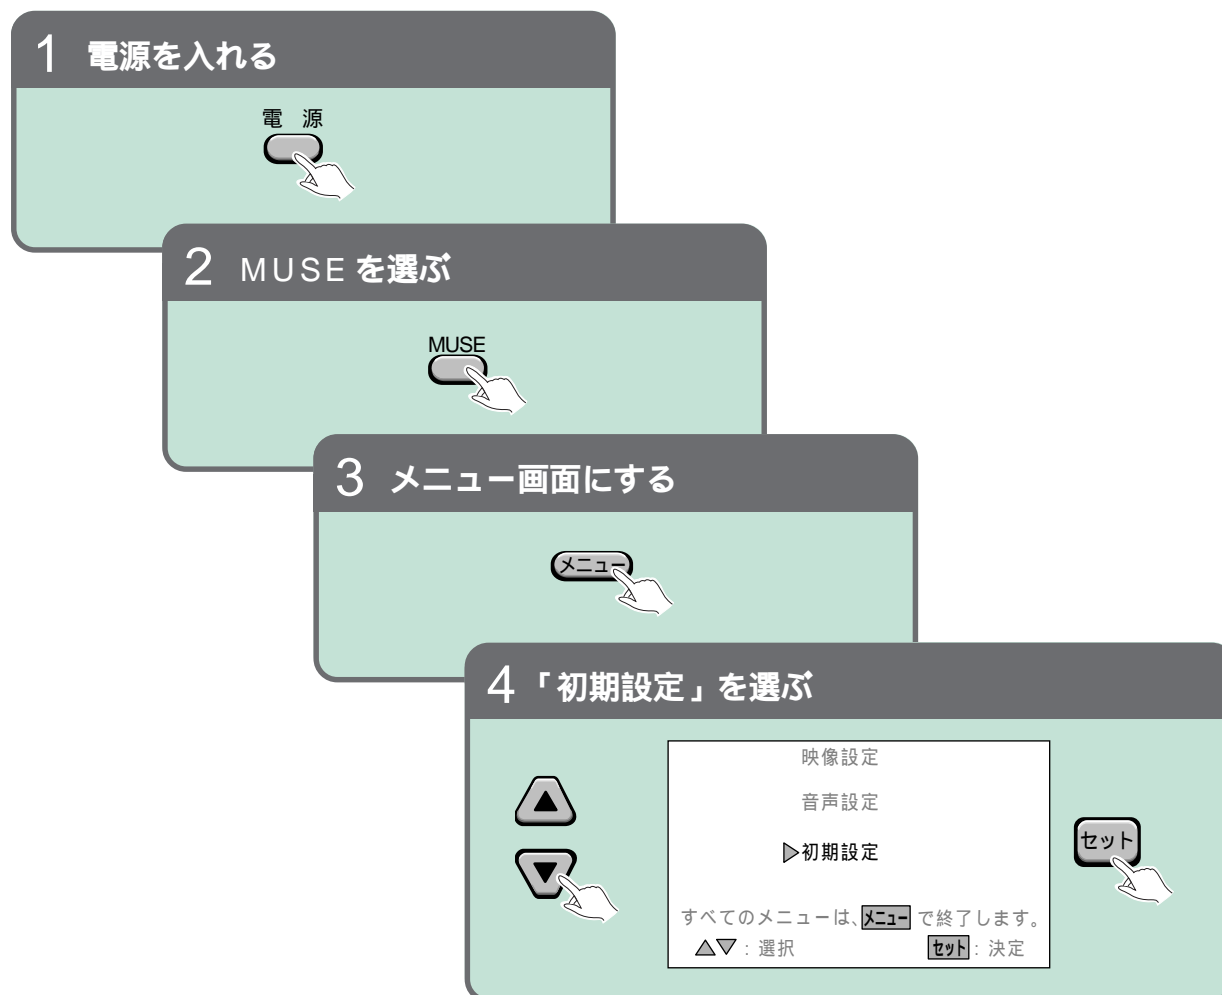 1 電源を入れる
電 源
2 MUSEを選ぶ
MUSE
3 メニュー画面にする
メニュー
4 「初期設定」を選ぶ
映像設定
音声設定
▷初期設定
すべてのメニューは、メニュー で終了します。
△▽:選択 セット:決定
▲
▼
セット